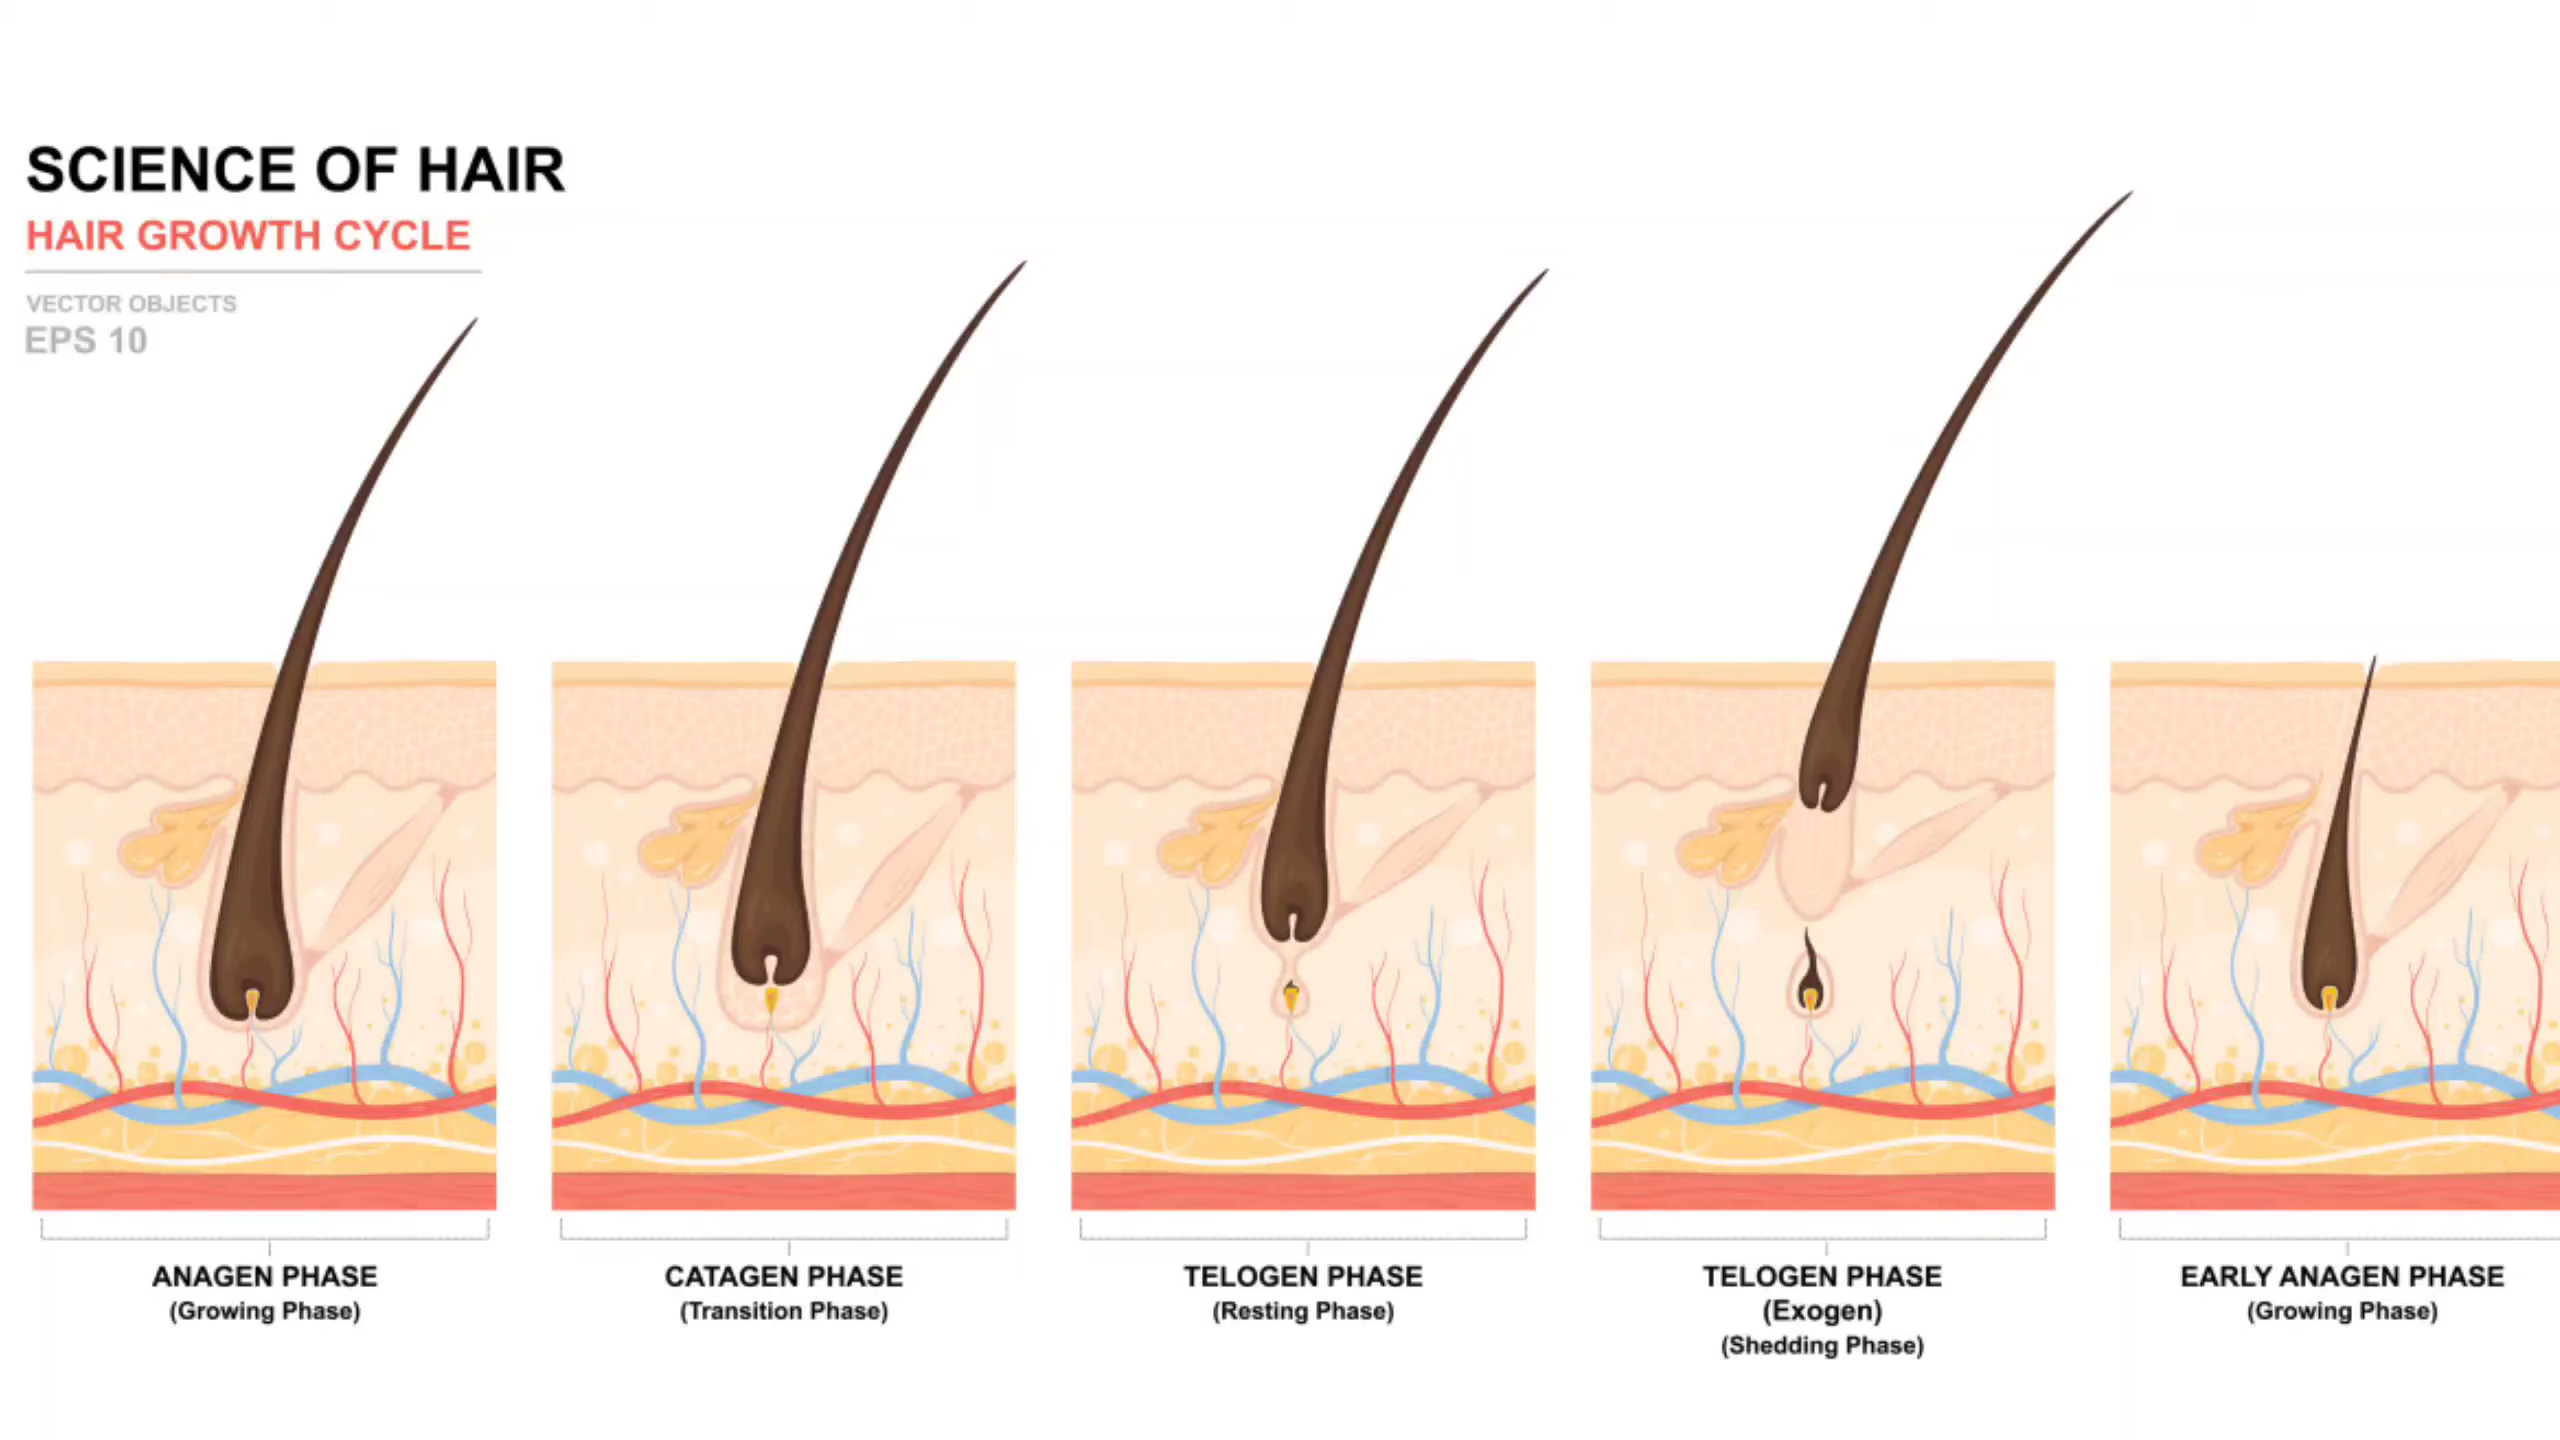 SCIENCE OF HAIR
HAIR GROWTH CYCLE
VECTOR OBJECTS
EPS 10
ANAGEN PHASE
(Growing Phase)
CATAGEN PHASE
(Transition Phase)
TELOGEN PHASE
(Resting Phase)
TELOGEN PHASE
(Exogen)
(Shedding Phase)
EARLY ANAGEN PHASE
(Growing Phase)